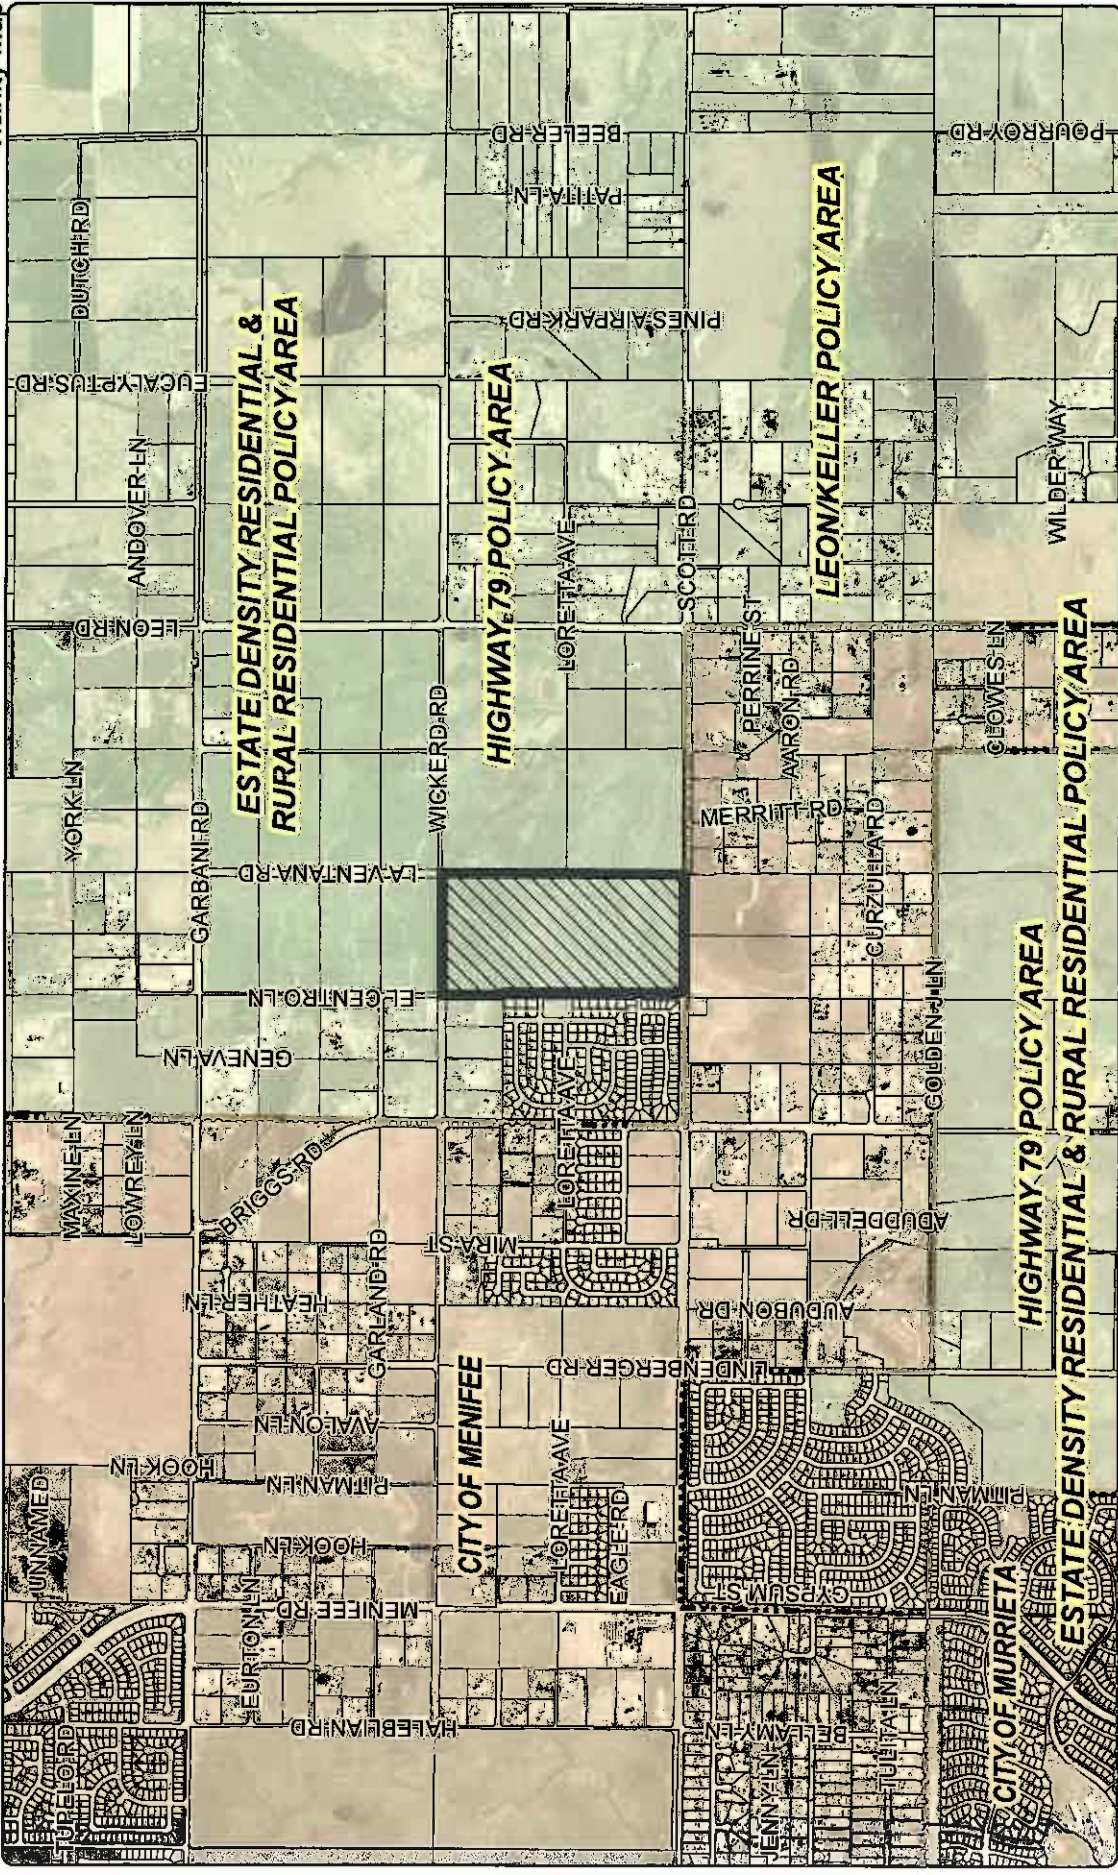 DUTCH RD
EUCALYPTUS RD
ANDOVER LN
LEON RD
YORK LN
GARBANI RD
LA VENTANA RD
EL CENTRO LN
GENEVA LN
MAXINE LN
LOWREY LN
BRIGGS RD
HEATHER LN
GARLAND RD
MIRA ST
AVALON LN
HOOK LN
PITMAN LN
UNNAMED
HOOK LN
MENIFEE RD
EURTON LN
HALEBLIAN RD
TUPELO RD
ESTATE DENSITY RESIDENTIAL &
RURAL RESIDENTIAL POLICY AREA
BEELER RD
PATITA LN
PINES AIRPARK RD
HIGHWAY 79 POLICY AREA
LORETTA AVE
WICKERD RD
SCOTT RD
LORETTA AVE
CITY OF MENIFEE
LINDENBERGER RD
LORETTA AVE
EAGLE RD
POURROY RD
LEON/KELLER POLICY AREA
WILDER WAY
PERRINE ST
AARON RD
CLOWES LN
MERRITT RD
CURZULLA RD
GOLDEN J LN
ADUDDELL DR
AUDUBON DR
PITMAN LN
GYPSUM ST
BELLAMY LN
TULITA LN
JENNY LN
HIGHWAY 79 POLICY AREA
ESTATE DENSITY RESIDENTIAL & RURAL RESIDENTIAL POLICY AREA
CITY OF MURRIETA